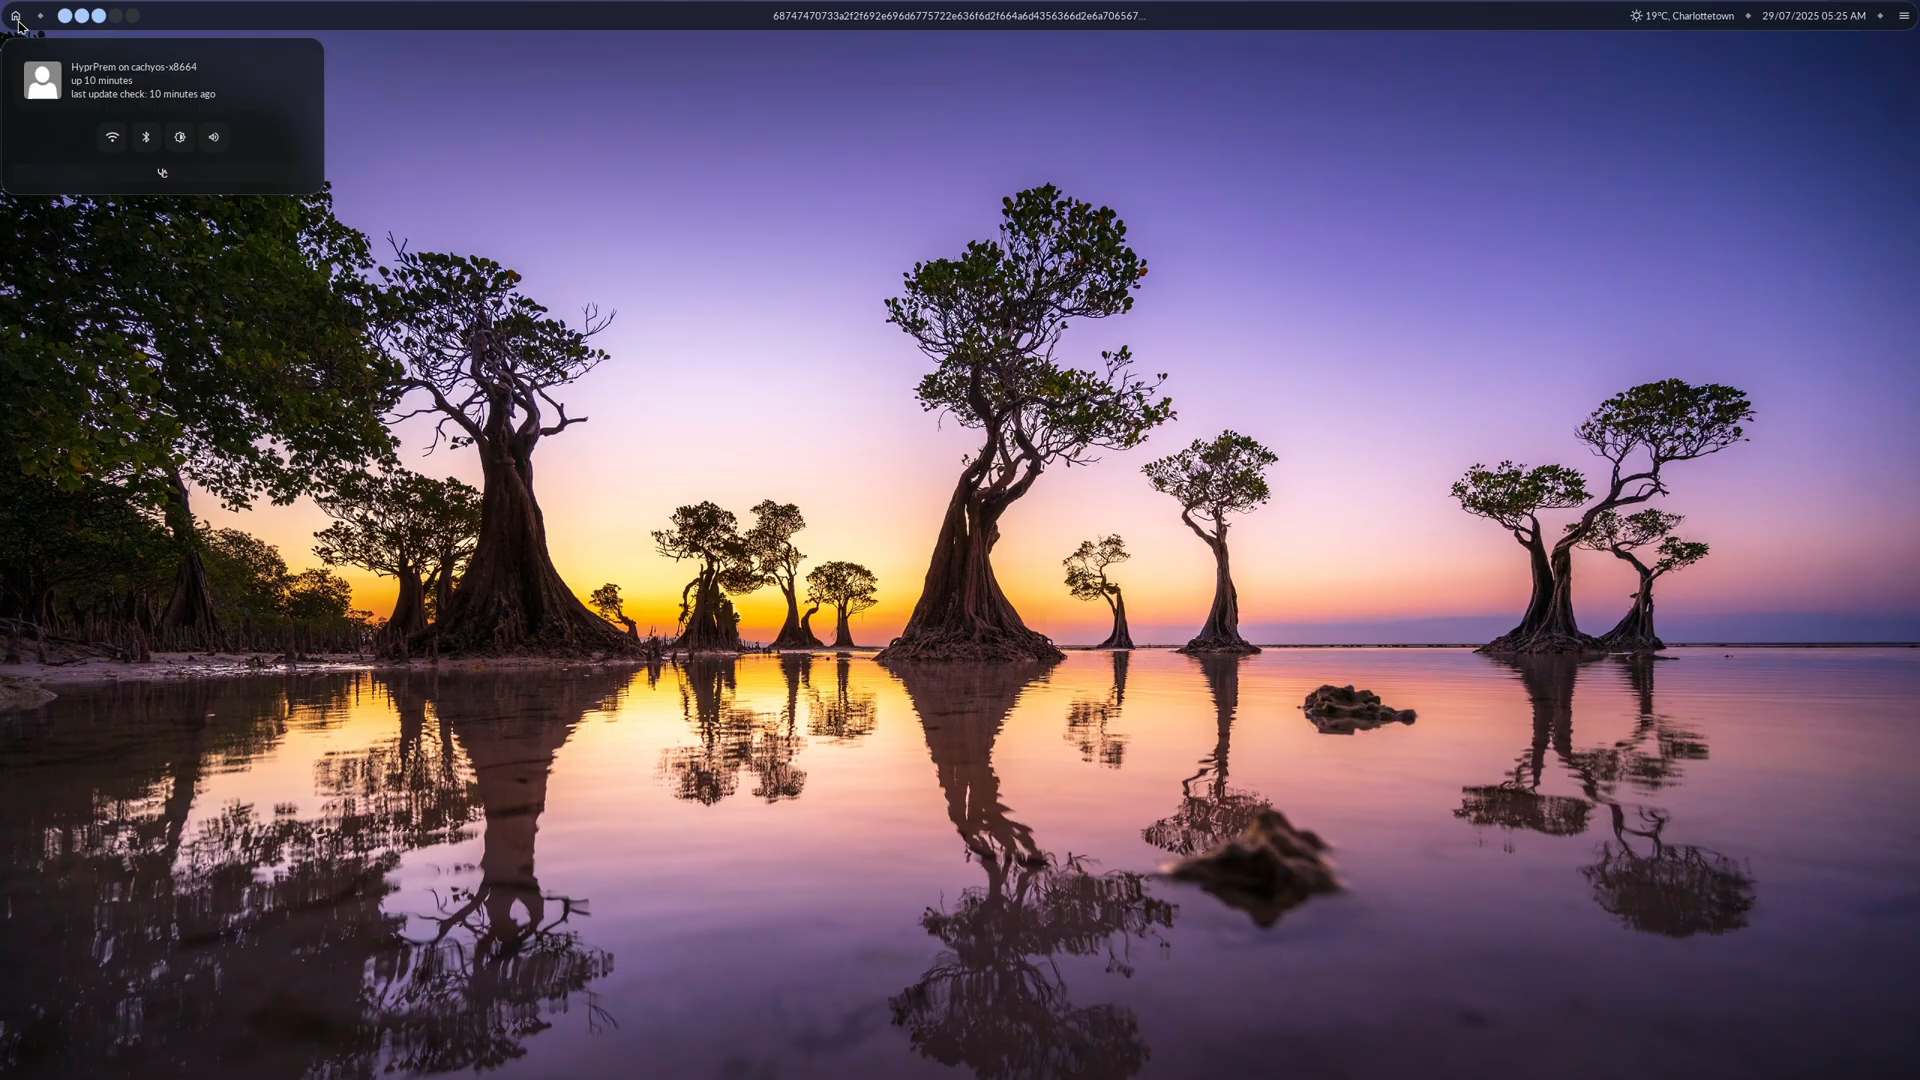 68747470733a2f2f692e696d6775722e636f6d2f664a6d4356366d2e6a706567...
19°C, Charlottetown
29/07/2025 05:25 AM
HyprPrem on cachyos-x8664
up 10 minutes
last update check: 10 minutes ago